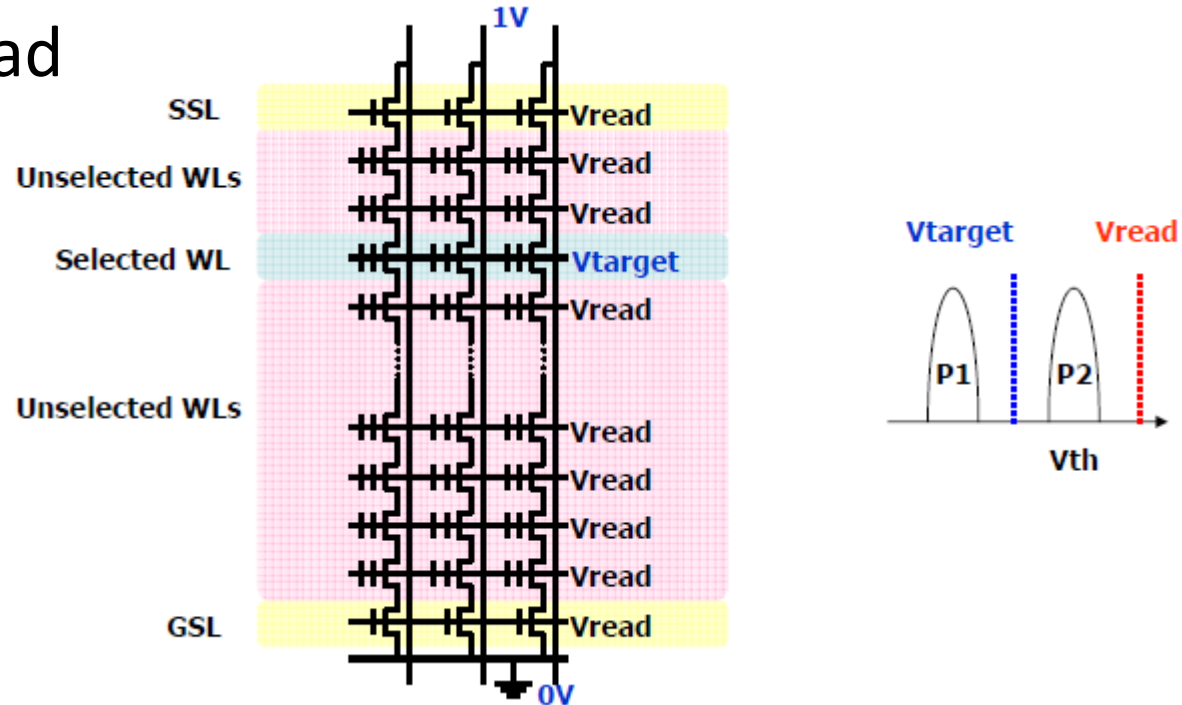 ad
1V
SSL Vread
Unselected WLs Vread
Vread
Selected WL Vtarget
Vread
Unselected WLs
Vread
Vread
Vread
Vread
GSL Vread
0V
Vtarget Vread
P1 P2
Vth